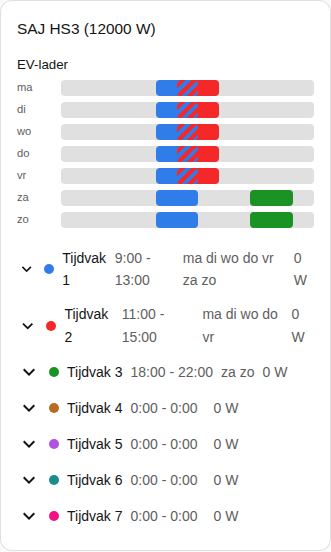 SAJ HS3 (12000 W)
EV-lader
ma
di
wo
do
vr
za
zo
Tijdvak 1 9:00 - 13:00 ma di wo do vr za zo 0 W
Tijdvak 2 11:00 - 15:00 ma di wo do vr 0 W
Tijdvak 3 18:00 - 22:00 za zo 0 W
Tijdvak 4 0:00 - 0:00 0 W
Tijdvak 5 0:00 - 0:00 0 W
Tijdvak 6 0:00 - 0:00 0 W
Tijdvak 7 0:00 - 0:00 0 W